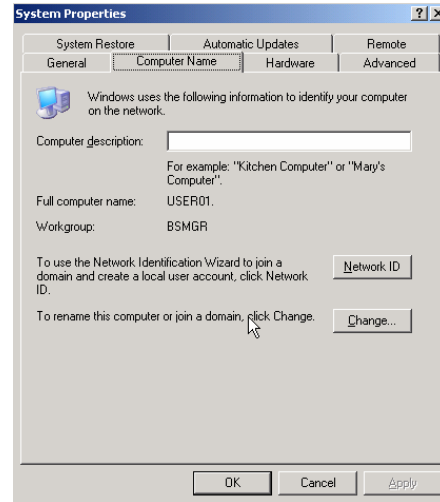 System Properties
System Restore Automatic Updates Remote
General Computer Name Hardware Advanced
Windows uses the following information to identify your computer
on the network.
Computer description:
For example: "Kitchen Computer" or "Mary's
Computer".
Full computer name: USER01.
Workgroup: BSMGR
To use the Network Identification Wizard to join a
domain and create a local user account, click Network
ID.
Network ID
To rename this computer or join a domain, click Change.
Change...
OK Cancel Apply